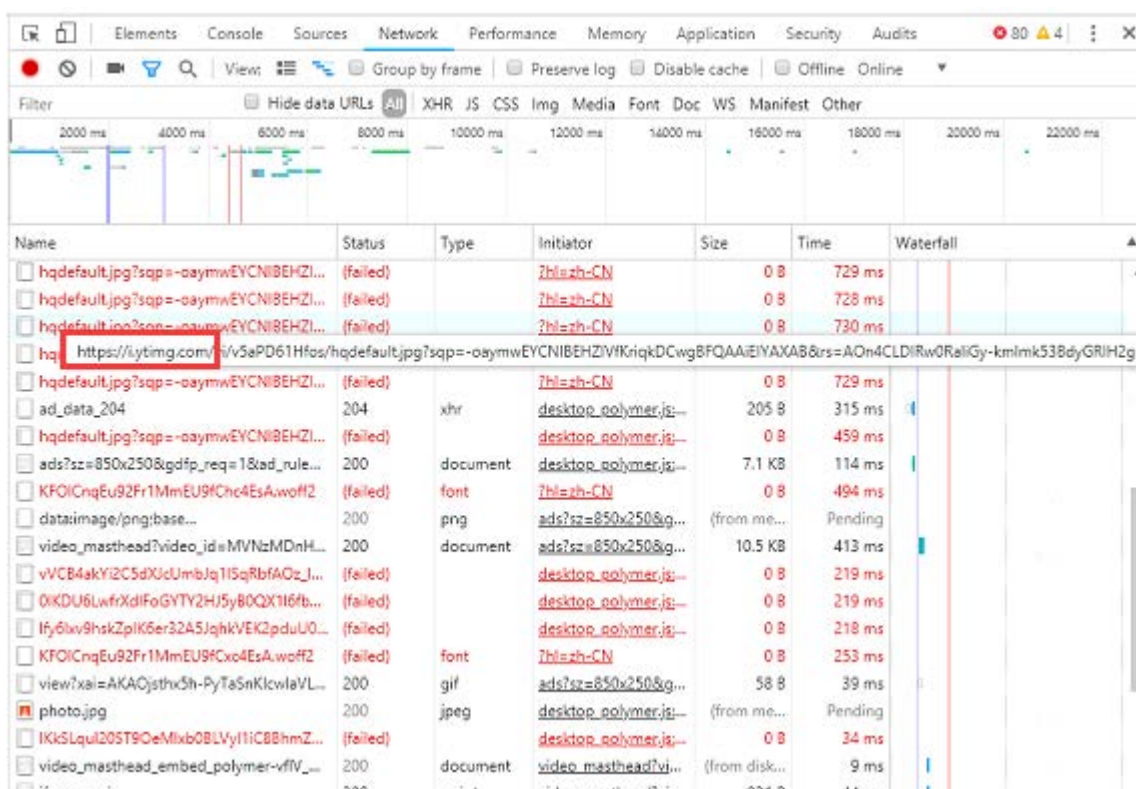 Elements Console Sources Network Performance Memory Application Security Audits 80 4
View: Group by frame Preserve log Disable cache Offline Online
Filter Hide data URLs All XHR JS CSS Img Media Font Doc WS Manifest Other
2000 ms 4000 ms 6000 ms 8000 ms 10000 ms 12000 ms 14000 ms 16000 ms 18000 ms 20000 ms 22000 ms
Name Status Type Initiator Size Time Waterfall
hqdefault.jpg?sqp=-oaymwEYCNIBEHZI... (failed) ?hl=zh-CN 0 B 729 ms
hqdefault.jpg?sqp=-oaymwEYCNIBEHZI... (failed) ?hl=zh-CN 0 B 728 ms
hqdefault.jpg?sqp=-oaymwEYCNIBEHZI... (failed) ?hl=zh-CN 0 B 730 ms
hq https://i.ytimg.com/
hqdefault.jpg?sqp=-oaymwEYCNIBEHZI... (failed) ?hl=zh-CN 0 B 729 ms
ad_data_204 204 xhr desktop_polymer.js:... 205 B 315 ms
hqdefault.jpg?sqp=-oaymwEYCNIBEHZI... (failed) desktop_polymer.js:... 0 B 459 ms
ads?sz=850x250&gdfp_req=1&ad_rule... 200 document desktop_polymer.js:... 7.1 KB 114 ms
KFOlCnqEu92Fr1MmEU9fChc4EsA.woff2 (failed) font ?hl=zh-CN 0 B 494 ms
data:image/png;base... 200 png ads?sz=850x250&g... (from me... Pending
video_masthead?video_id=MVNzMDnH... 200 document ads?sz=850x250&g... 10.5 KB 413 ms
(failed) desktop_polymer.js:... 0 B 219 ms
(failed) desktop_polymer.js:... 0 B 219 ms
(failed) desktop_polymer.js:... 0 B 218 ms
KFOlCnqEu92Fr1MmEU9fCxc4EsA.woff2 (failed) font ?hl=zh-CN 0 B 253 ms
view?xai=AKAOjsthx5h-PyTaSnKlcwlaVL... 200 gif ads?sz=850x250&g... 58 B 39 ms
photo.jpg 200 jpeg desktop_polymer.js:... (from me... Pending
(failed) desktop_polymer.js:... 0 B 34 ms
video_masthead_embed_polymer-vflV_... 200 document video_masthead?vi... (from disk... 9 ms